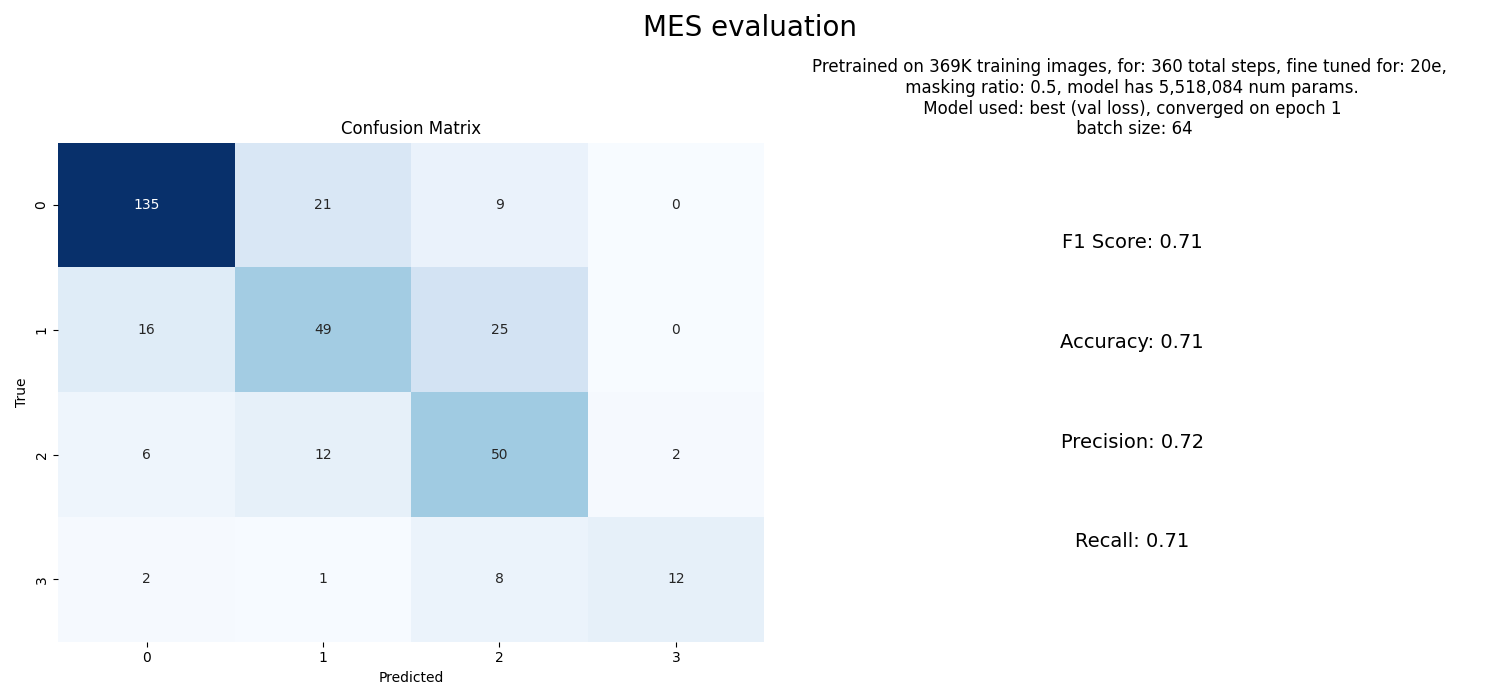 MES evaluation
Pretrained on 369K training images, for: 360 total steps, fine tuned for: 20e,
masking ratio: 0.5, model has 5,518,084 num params.
Model used: best (val loss), converged on epoch 1
batch size: 64
Confusion Matrix
True
0 135 21 9 0
1 16 49 25 0
2 6 12 50 2
3 2 1 8 12
0 1 2 3
Predicted
F1 Score: 0.71
Accuracy: 0.71
Precision: 0.72
Recall: 0.71